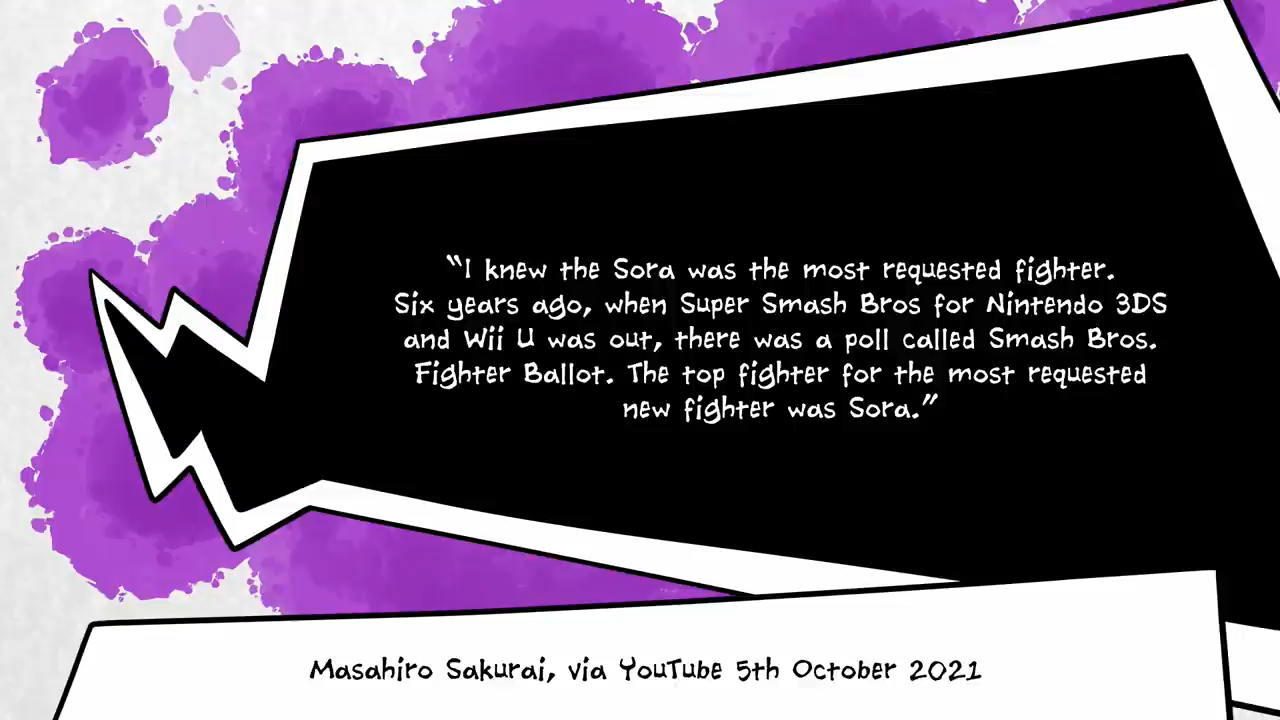 “I knew the Sora was the most requested fighter.
Six years ago, when Super Smash Bros for Nintendo 3DS
and Wii U was out, there was a poll called Smash Bros.
Fighter Ballot. The top fighter for the most requested
new fighter was Sora.”
Masahiro Sakurai, via YouTube 5th October 2021